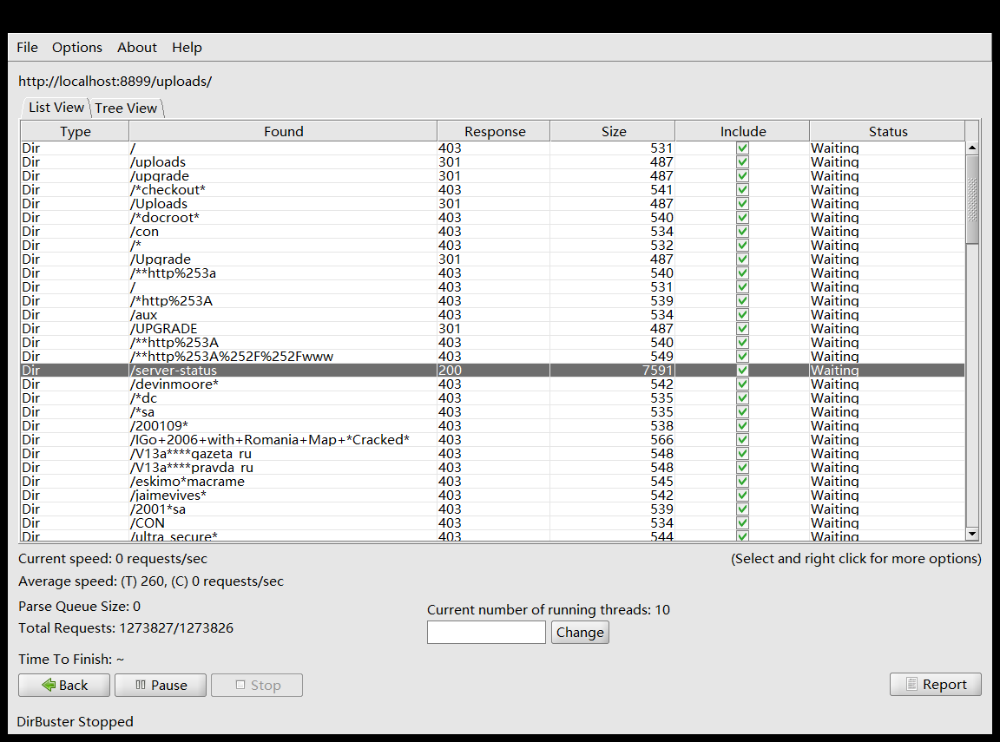 File Options About Help
http://localhost:8899/uploads/
List View Tree View
Type Found Response Size Include Status
Dir / 403 531 Waiting
Dir /uploads 301 487 Waiting
Dir /upgrade 301 487 Waiting
Dir /*checkout* 403 541 Waiting
Dir /Uploads 301 487 Waiting
Dir /*docroot* 403 540 Waiting
Dir /con 403 534 Waiting
Dir /* 403 532 Waiting
Dir /Upgrade 301 487 Waiting
Dir /**http%253a 403 540 Waiting
Dir / 403 531 Waiting
Dir /*http%253A 403 539 Waiting
Dir /aux 403 534 Waiting
Dir /UPGRADE 301 487 Waiting
Dir /**http%253A 403 540 Waiting
Dir /**http%253A%252F%252Fwww 403 549 Waiting
Dir /server-status 200 7591 Waiting
Dir /devinmoore* 403 542 Waiting
Dir /*dc 403 535 Waiting
Dir /*sa 403 535 Waiting
Dir /200109* 403 538 Waiting
Dir /IGo+2006+with+Romania+Map+*Cracked* 403 566 Waiting
Dir /V13a****gazeta_ru 403 548 Waiting
Dir /V13a****pravda_ru 403 548 Waiting
Dir /eskimo*macrame 403 545 Waiting
Dir /jaimevives* 403 542 Waiting
Dir /2001*sa 403 539 Waiting
Dir /CON 403 534 Waiting
Dir /ultra_secure* 403 544 Waiting
Current speed: 0 requests/sec (Select and right click for more options)
Average speed: (T) 260, (C) 0 requests/sec
Parse Queue Size: 0 Current number of running threads: 10
Total Requests: 1273827/1273826 Change
Time To Finish: ~
Back Pause Stop Report
DirBuster Stopped